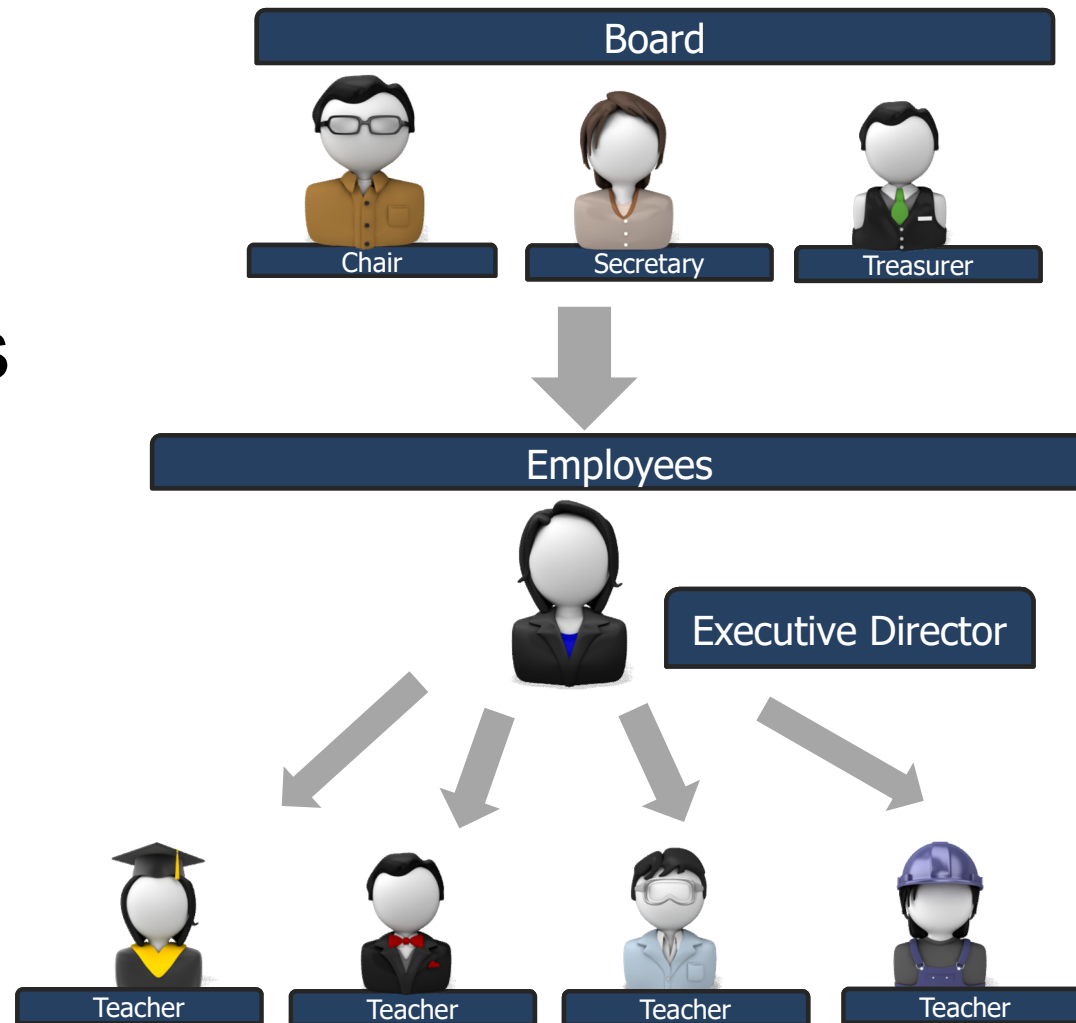 Board
Chair
Secretary
Treasurer
s
Employees
Executive Director
Teacher
Teacher
Teacher
Teacher